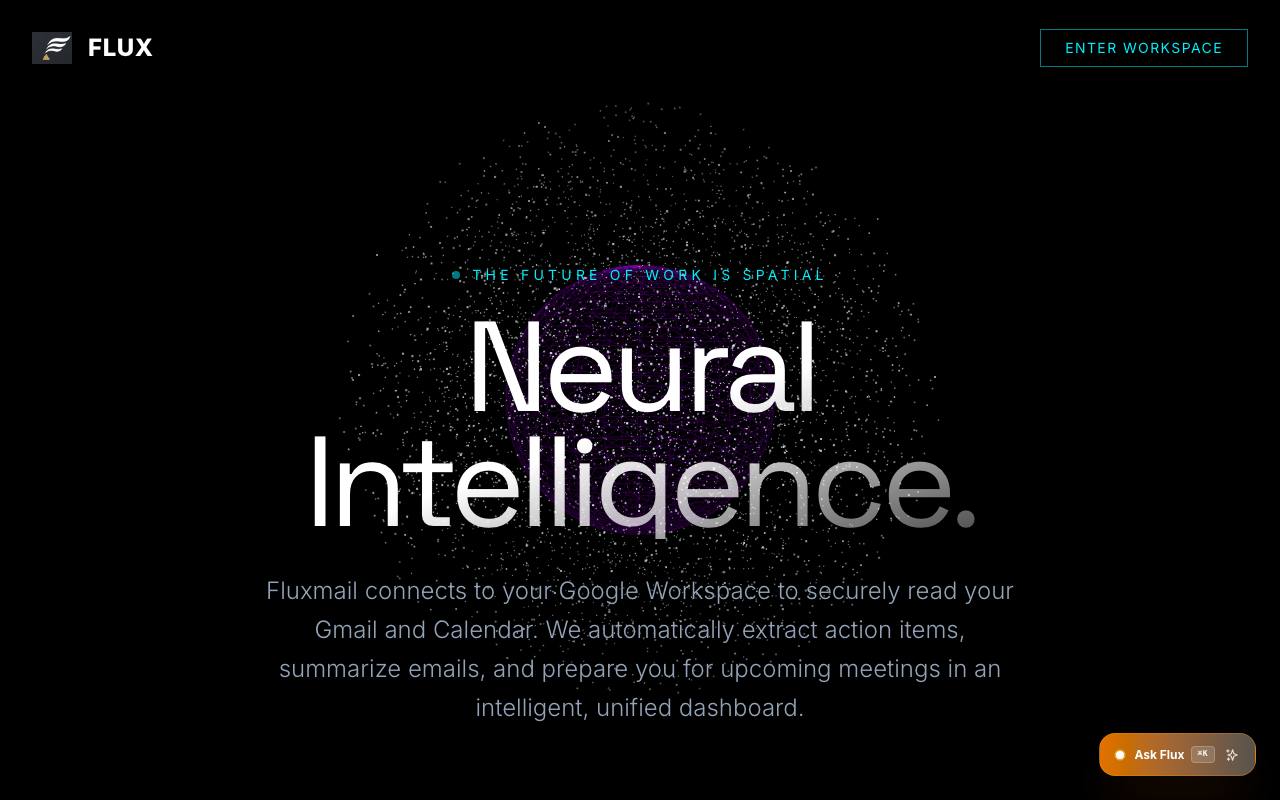 FLUX
ENTER WORKSPACE
THE FUTURE OF WORK IS SPATIAL
Neural
Intelligence.
Fluxmail connects to your Google Workspace to securely read your
Gmail and Calendar. We automatically extract action items,
summarize emails, and prepare you for upcoming meetings in an
intelligent, unified dashboard.
Ask Flux ⌘K